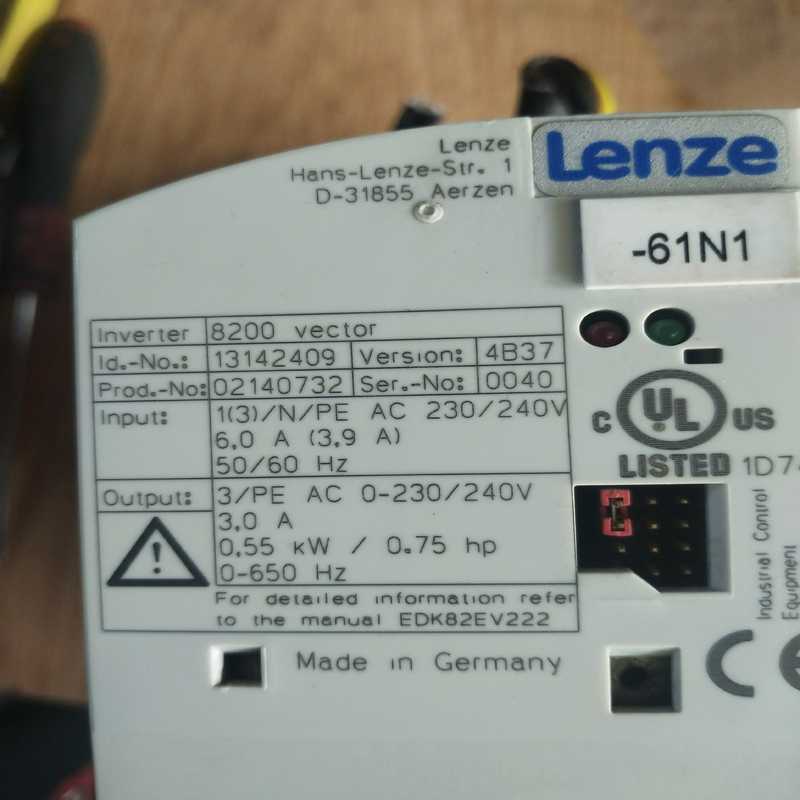 Lenze
Hans-Lenze-Str. 1
D-31855 Aerzen
Lenze
-61N1
Inverter 8200 vector
Id.-No.: 13142409 Version: 4B37
Prod.-No: 02140732 Ser.-No: 0040
Input: 1(3)/N/PE AC 230/240V
6,0 A (3,9 A)
50/60 Hz
Output: 3/PE AC 0-230/240V
3,0 A
0,55 kW / 0.75 hp
0-650 Hz
For detailed information refer
to the manual EDK82EV222
Made in Germany
C UL US
LISTED 1D74
Industrial Control
Equipment
CE